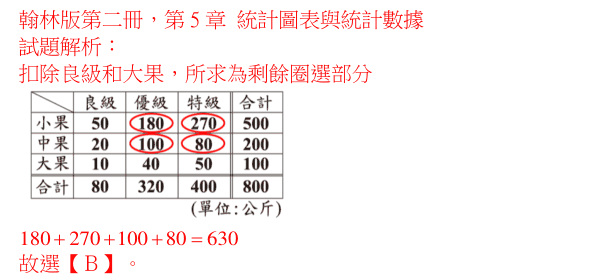 翰林版第二冊，第 5 章 統計圖表與統計數據
試題解析：
扣除良級和大果，所求為剩餘圈選部分
良級 優級 特級 合計
小果 50 180 270 500
中果 20 100 80 200
大果 10 40 50 100
合計 80 320 400 800
(單位:公斤)
180 + 270 + 100 + 80 = 630
故選【 B 】。